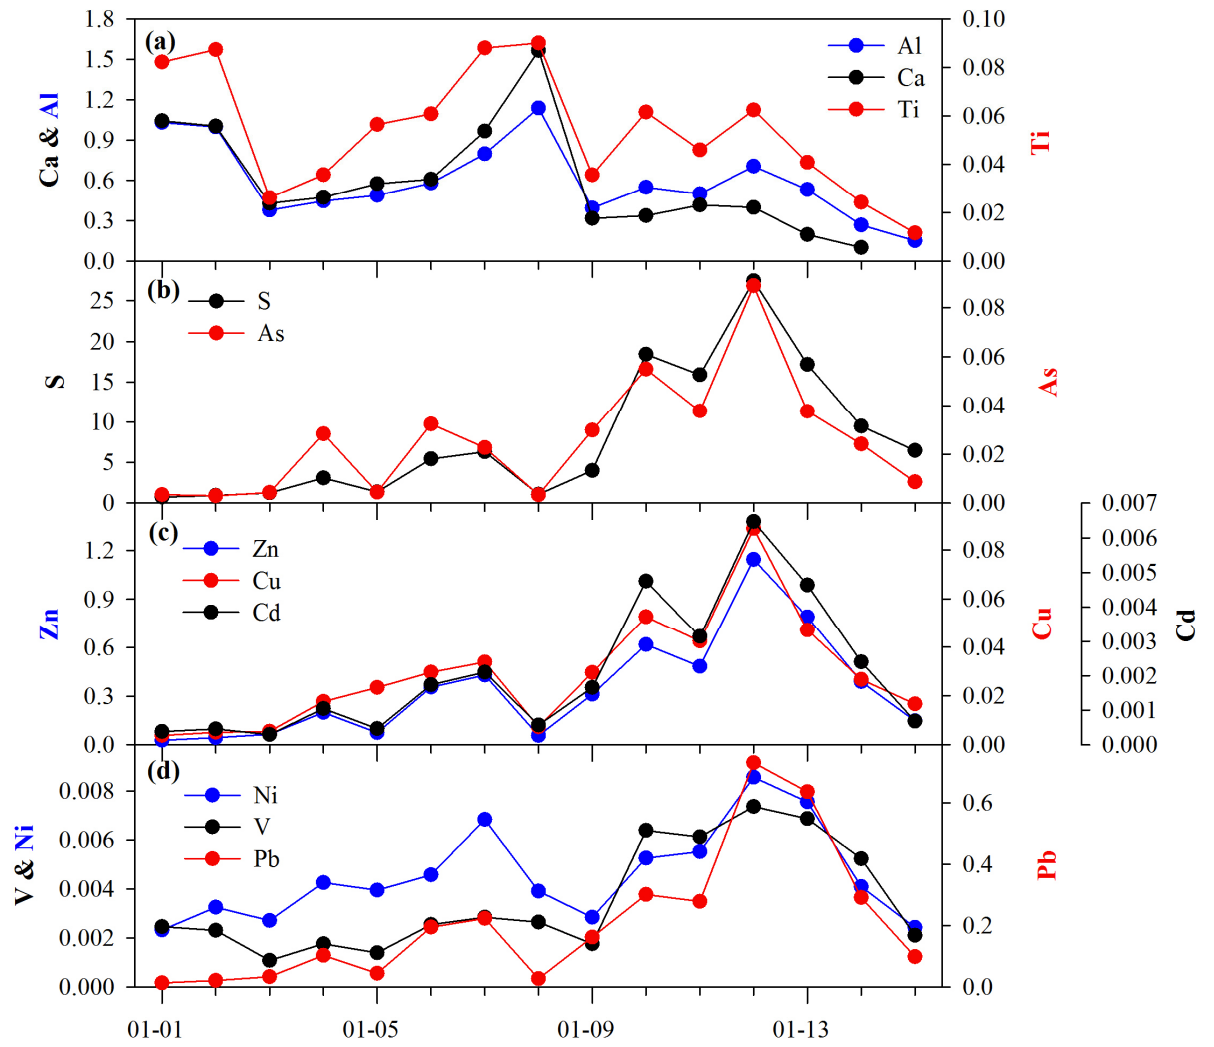 1.8
1.5
1.2
0.9
0.6
0.3
0.0
Ca & Al
(a)
Al
Ca
Ti
0.10
0.08
0.06
0.04
0.02
0.00
Ti
25
20
15
10
5
0
S
(b)
S
As
0.08
0.06
0.04
0.02
0.00
As
1.2
0.9
0.6
0.3
0.0
Zn
(c)
Zn
Cu
Cd
0.08
0.06
0.04
0.02
0.00
Cu
0.007
0.006
0.005
0.004
0.003
0.002
0.001
0.000
Cd
0.008
0.006
0.004
0.002
0.000
V & Ni
(d)
Ni
V
Pb
0.6
0.4
0.2
0.0
Pb
01-01 01-05 01-09 01-13